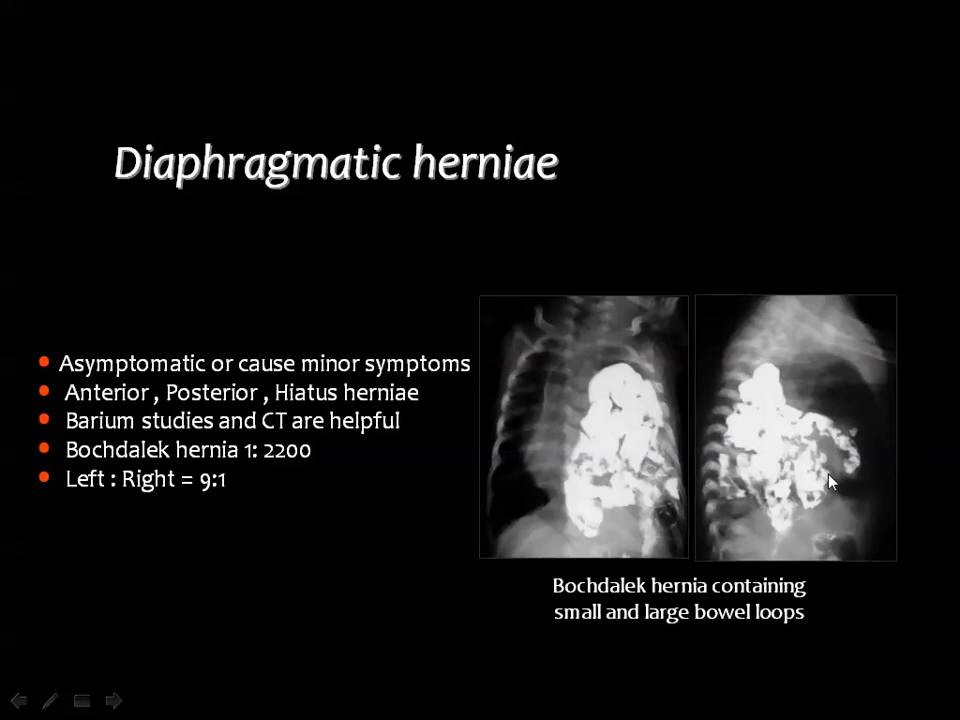 Diaphragmatic herniae
Asymptomatic or cause minor symptoms
Anterior , Posterior , Hiatus herniae
Barium studies and CT are helpful
Bochdalek hernia 1: 2200
Left : Right = 9:1
Bochdalek hernia containing
small and large bowel loops